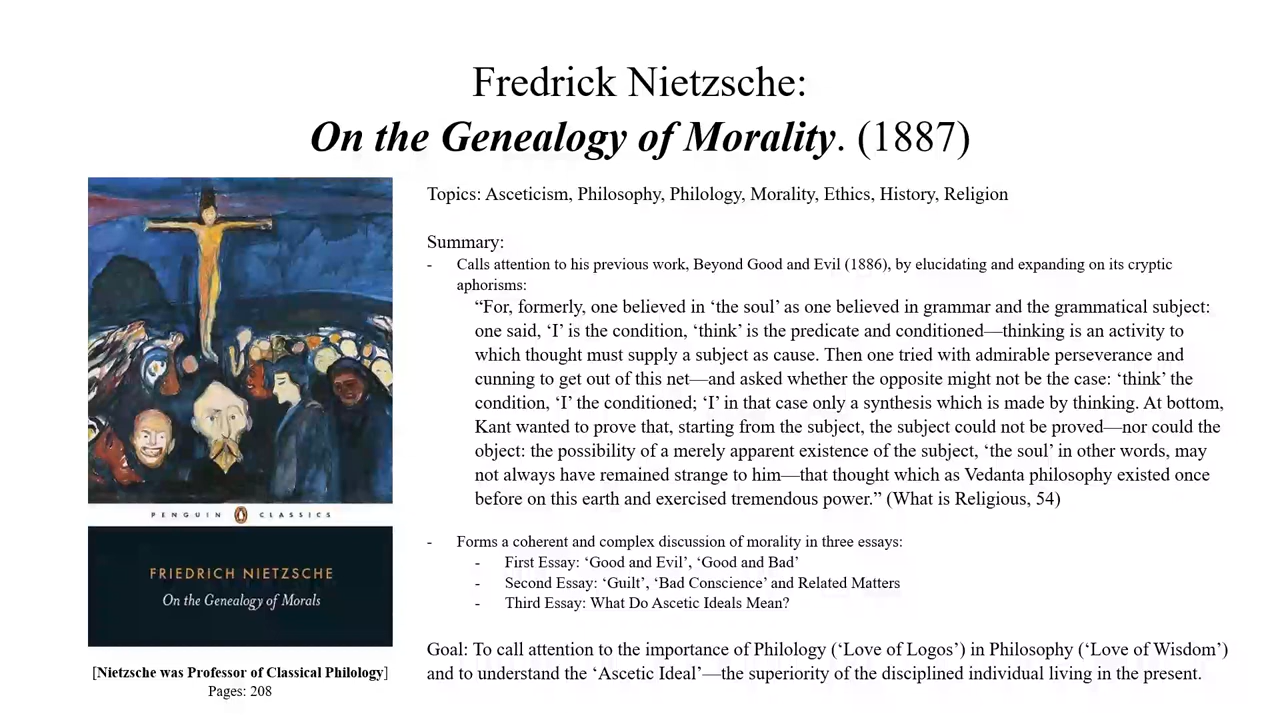 Fredrick Nietzsche:
On the Genealogy of Morality. (1887)
PENGUIN CLASSICS
FRIEDRICH NIETZSCHE
On the Genealogy of Morals
[Nietzsche was Professor of Classical Philology]
Pages: 208
Topics: Asceticism, Philosophy, Philology, Morality, Ethics, History, Religion
Summary:
- Calls attention to his previous work, Beyond Good and Evil (1886), by elucidating and expanding on its cryptic
aphorisms:
“For, formerly, one believed in ‘the soul’ as one believed in grammar and the grammatical subject:
one said, ‘I’ is the condition, ‘think’ is the predicate and conditioned—thinking is an activity to
which thought must supply a subject as cause. Then one tried with admirable perseverance and
cunning to get out of this net—and asked whether the opposite might not be the case: ‘think’ the
condition, ‘I’ the conditioned; ‘I’ in that case only a synthesis which is made by thinking. At bottom,
Kant wanted to prove that, starting from the subject, the subject could not be proved—nor could the
object: the possibility of a merely apparent existence of the subject, ‘the soul’ in other words, may
not always have remained strange to him—that thought which as Vedanta philosophy existed once
before on this earth and exercised tremendous power.” (What is Religious, 54)
- Forms a coherent and complex discussion of morality in three essays:
- First Essay: ‘Good and Evil’, ‘Good and Bad’
- Second Essay: ‘Guilt’, ‘Bad Conscience’ and Related Matters
- Third Essay: What Do Ascetic Ideals Mean?
Goal: To call attention to the importance of Philology (‘Love of Logos’) in Philosophy (‘Love of Wisdom’)
and to understand the ‘Ascetic Ideal’—the superiority of the disciplined individual living in the present.